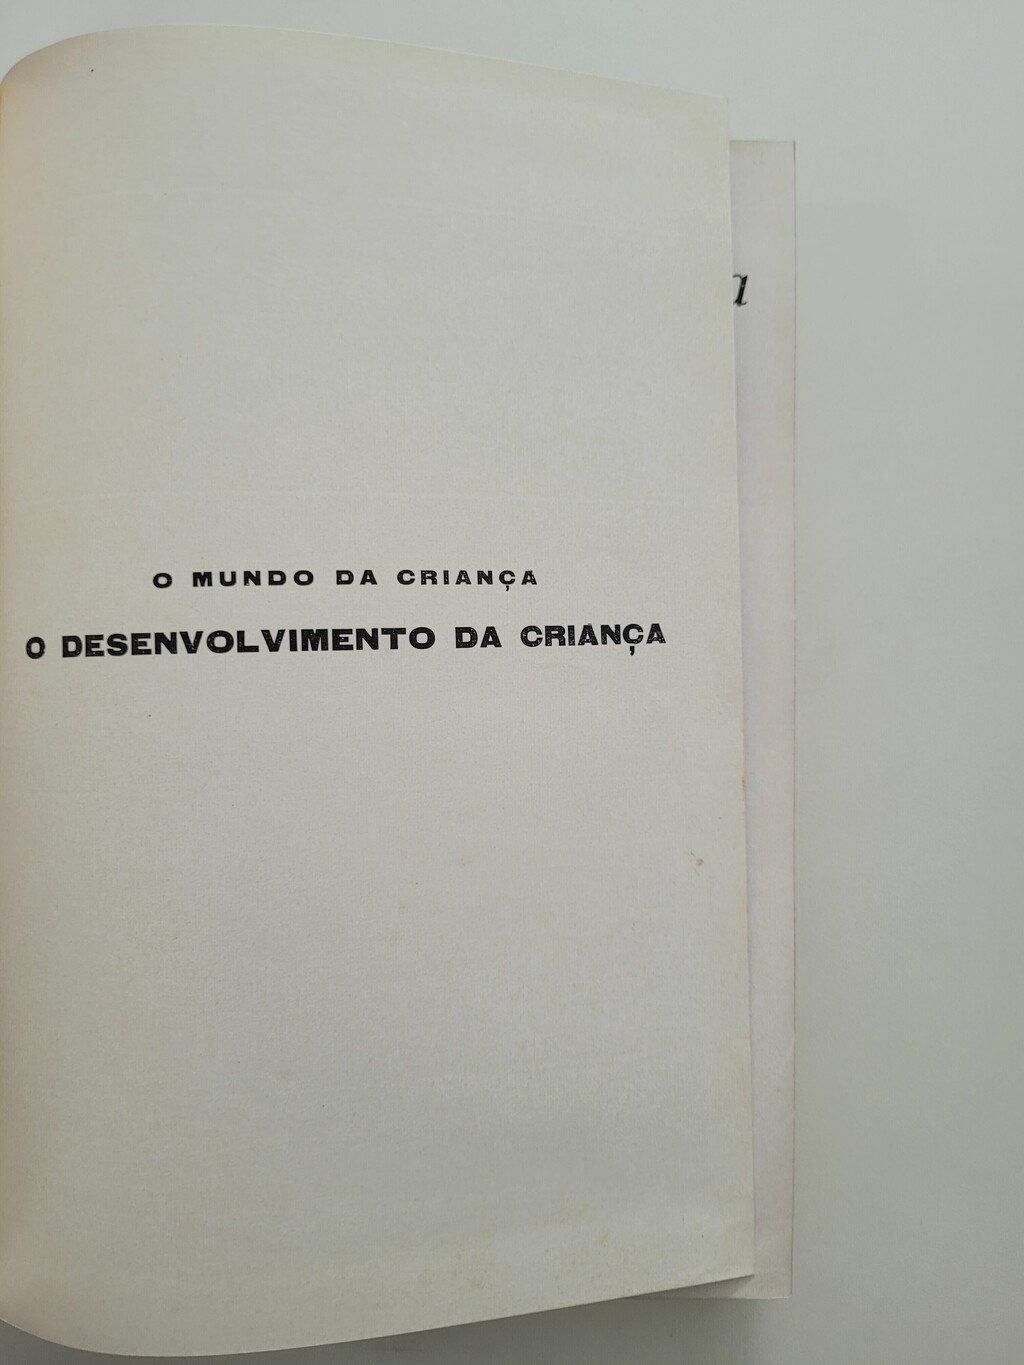 O MUNDO DA CRIANÇA
O DESENVOLVIMENTO DA CRIANÇA
a